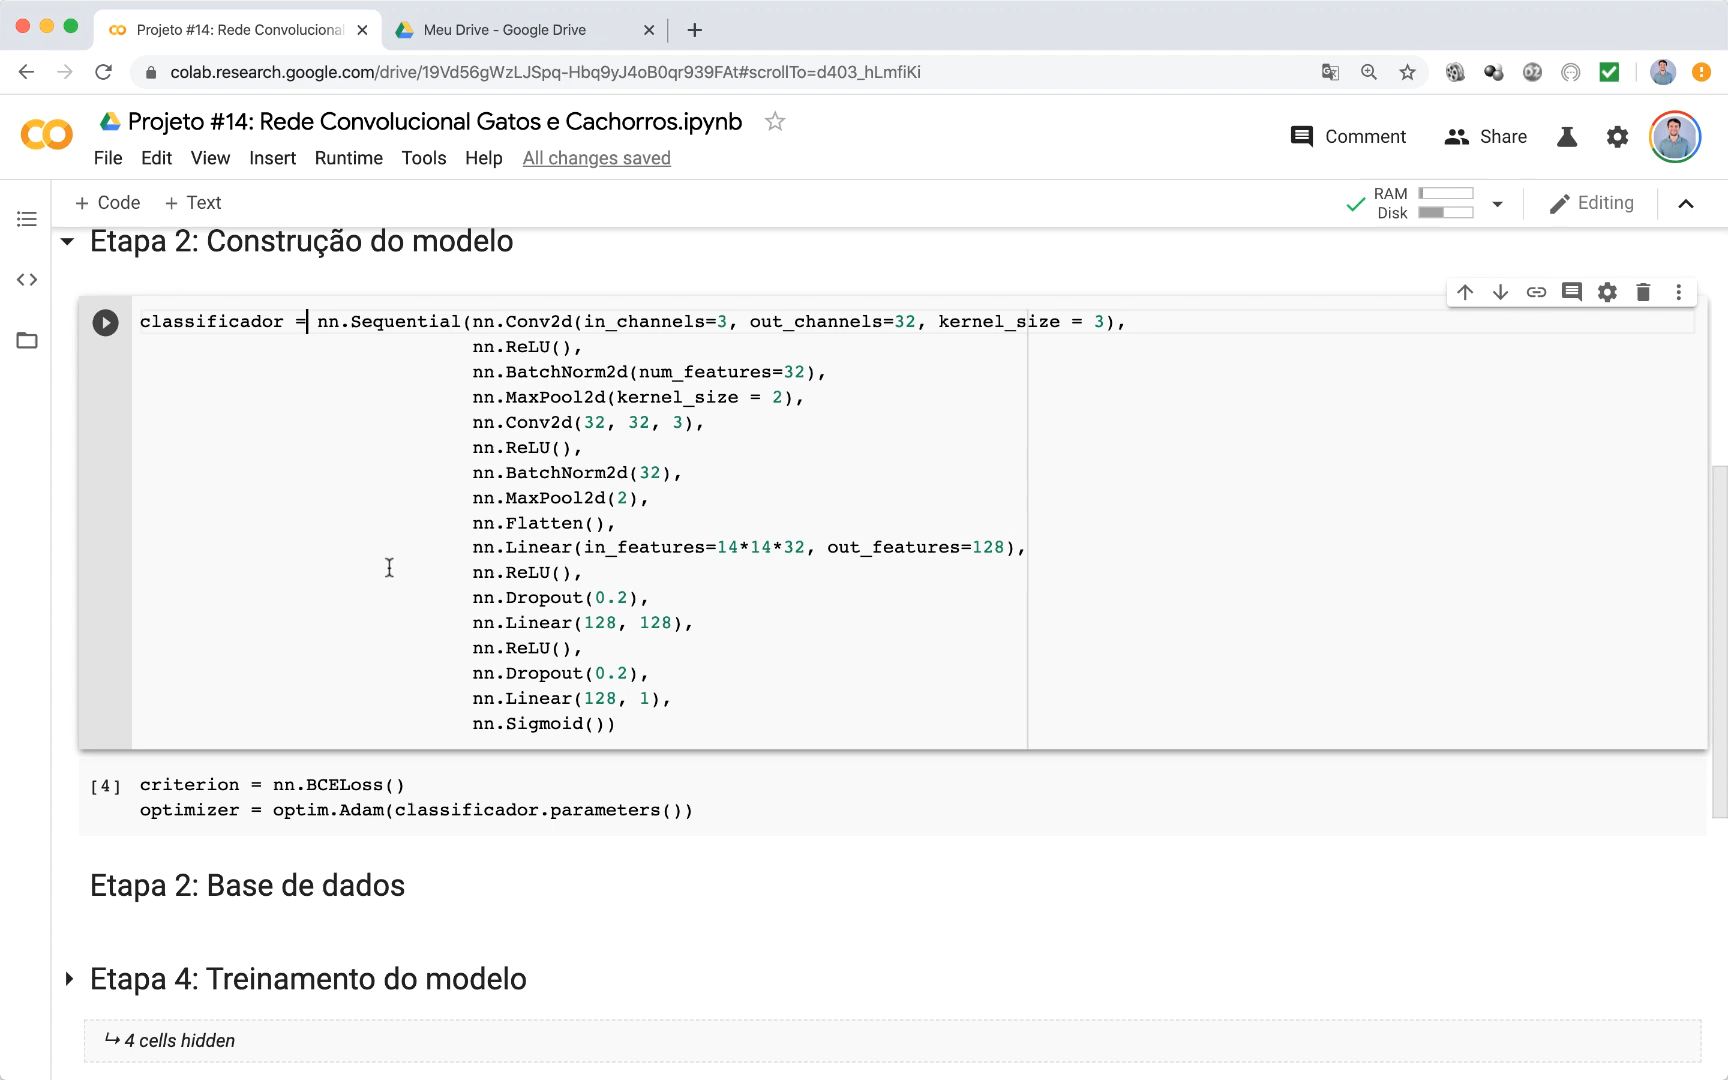 Projeto #14: Rede Convolucional
Meu Drive - Google Drive
colab.research.google.com/drive/19Vd56gWzLJSpq-Hbq9yJ4oB0qr939FAt#scrollTo=d403_hLmfiKi
Projeto #14: Rede Convolucional Gatos e Cachorros.ipynb
Comment
Share
File Edit View Insert Runtime Tools Help All changes saved
+ Code + Text
RAM
Disk
Editing
Etapa 2: Construção do modelo
classificador = nn.Sequential(nn.Conv2d(in_channels=3, out_channels=32, kernel_size = 3),
nn.ReLU(),
nn.BatchNorm2d(num_features=32),
nn.MaxPool2d(kernel_size = 2),
nn.Conv2d(32, 32, 3),
nn.ReLU(),
nn.BatchNorm2d(32),
nn.MaxPool2d(2),
nn.Flatten(),
nn.Linear(in_features=14*14*32, out_features=128),
nn.ReLU(),
nn.Dropout(0.2),
nn.Linear(128, 128),
nn.ReLU(),
nn.Dropout(0.2),
nn.Linear(128, 1),
nn.Sigmoid())
[4] criterion = nn.BCELoss()
optimizer = optim.Adam(classificador.parameters())
Etapa 2: Base de dados
Etapa 4: Treinamento do modelo
4 cells hidden